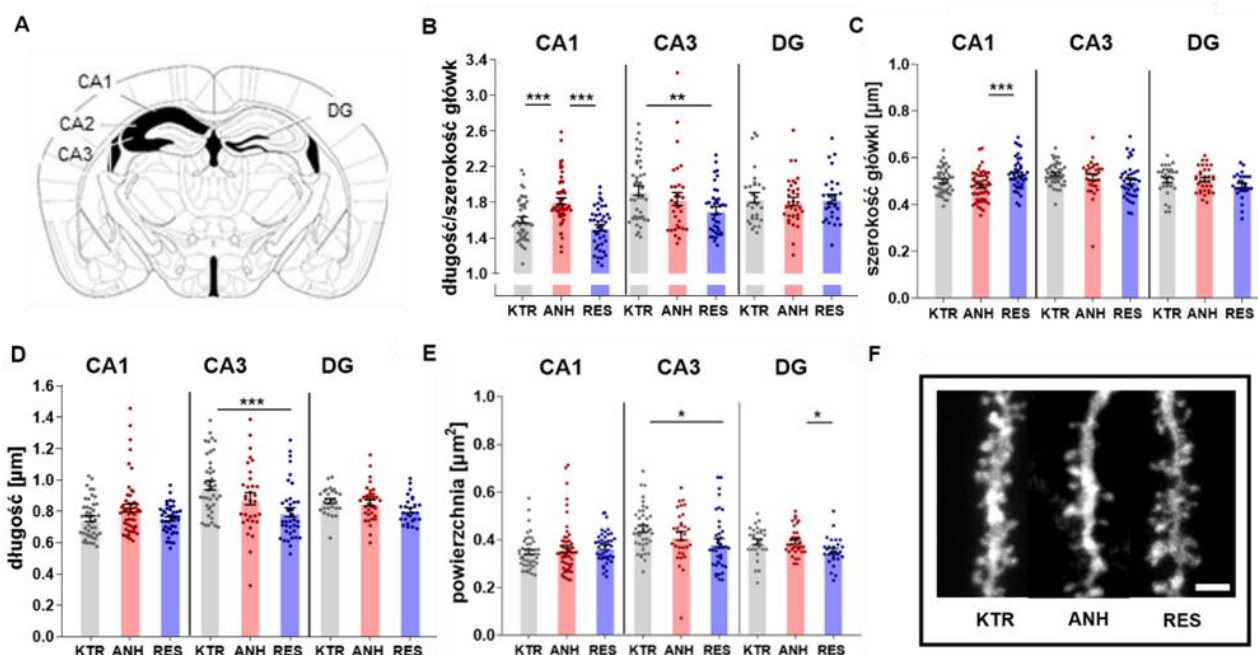 A
CA1
CA2
CA3
DG
B
CA1 CA3 DG
długość/szerokość główk
3.4
3.0
2.6
2.2
1.8
1.4
1.0
*** *** **
KTR ANH RES KTR ANH RES KTR ANH RES
C
CA1 CA3 DG
szerokość główki [µm]
1.0
0.8
0.6
0.4
0.2
0.0
***
KTR ANH RES KTR ANH RES KTR ANH RES
D
CA1 CA3 DG
długość [µm]
1.6
1.4
1.2
1.0
0.8
0.6
0.4
0.2
0.0
***
KTR ANH RES KTR ANH RES KTR ANH RES
E
CA1 CA3 DG
powierzchnia [µm²]
1.0
0.8
0.6
0.4
0.2
0.0
* *
KTR ANH RES KTR ANH RES KTR ANH RES
F
KTR ANH RES